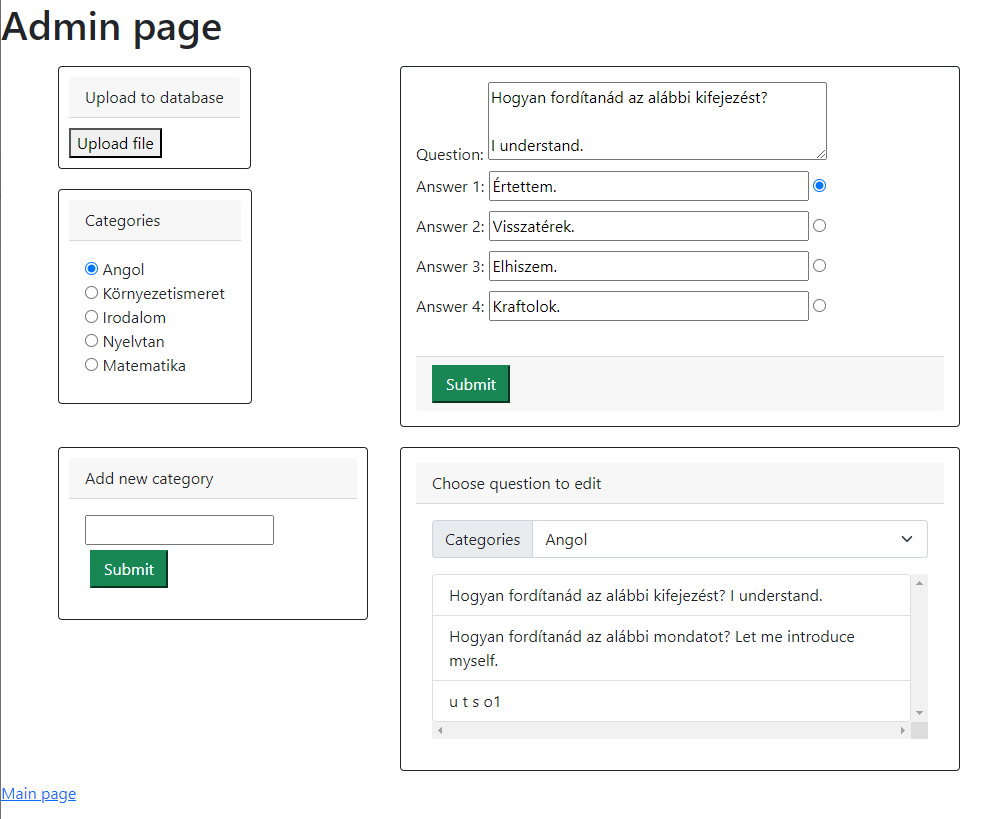 Admin page
Upload to database
Upload file
Categories
Angol
Környezetismeret
Irodalom
Nyelvtan
Matematika
Hogyan fordítanád az alábbi kifejezést?
I understand.
Question:
Answer 1: Értettem.
Answer 2: Visszatérek.
Answer 3: Elhiszem.
Answer 4: Kraftolok.
Submit
Add new category
Submit
Choose question to edit
Categories Angol
Hogyan fordítanád az alábbi kifejezést? I understand.
Hogyan fordítanád az alábbi mondatot? Let me introduce
myself.
u t s o1
Main page